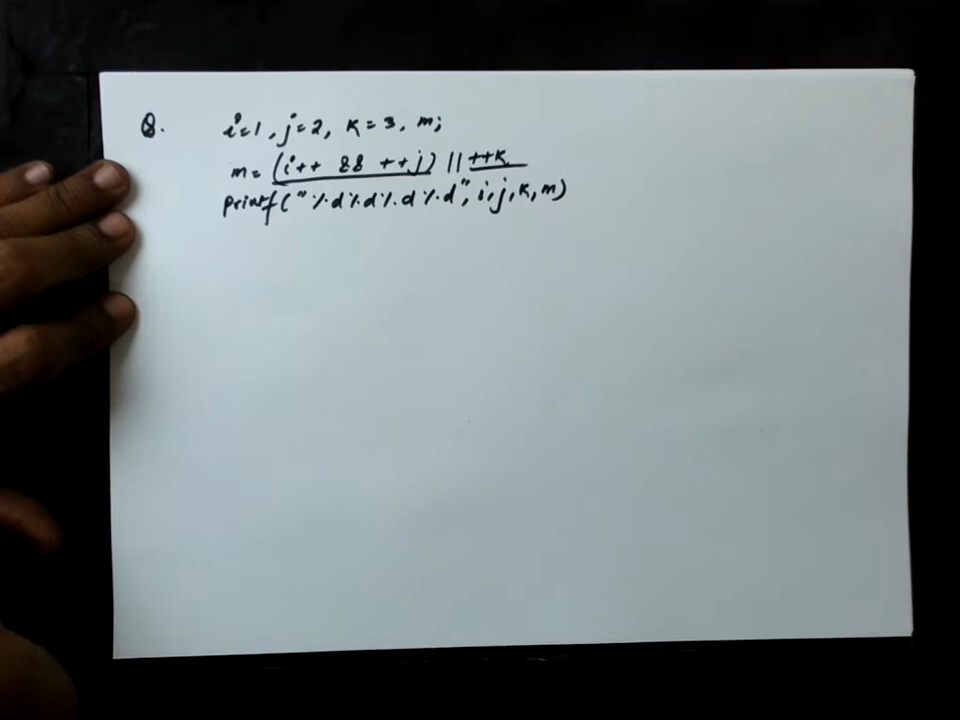 Q. i=1, j=2, K=3, m;
m= (i++ && ++j) || ++K
printf("%d%d%d%d", i,j,K,m)